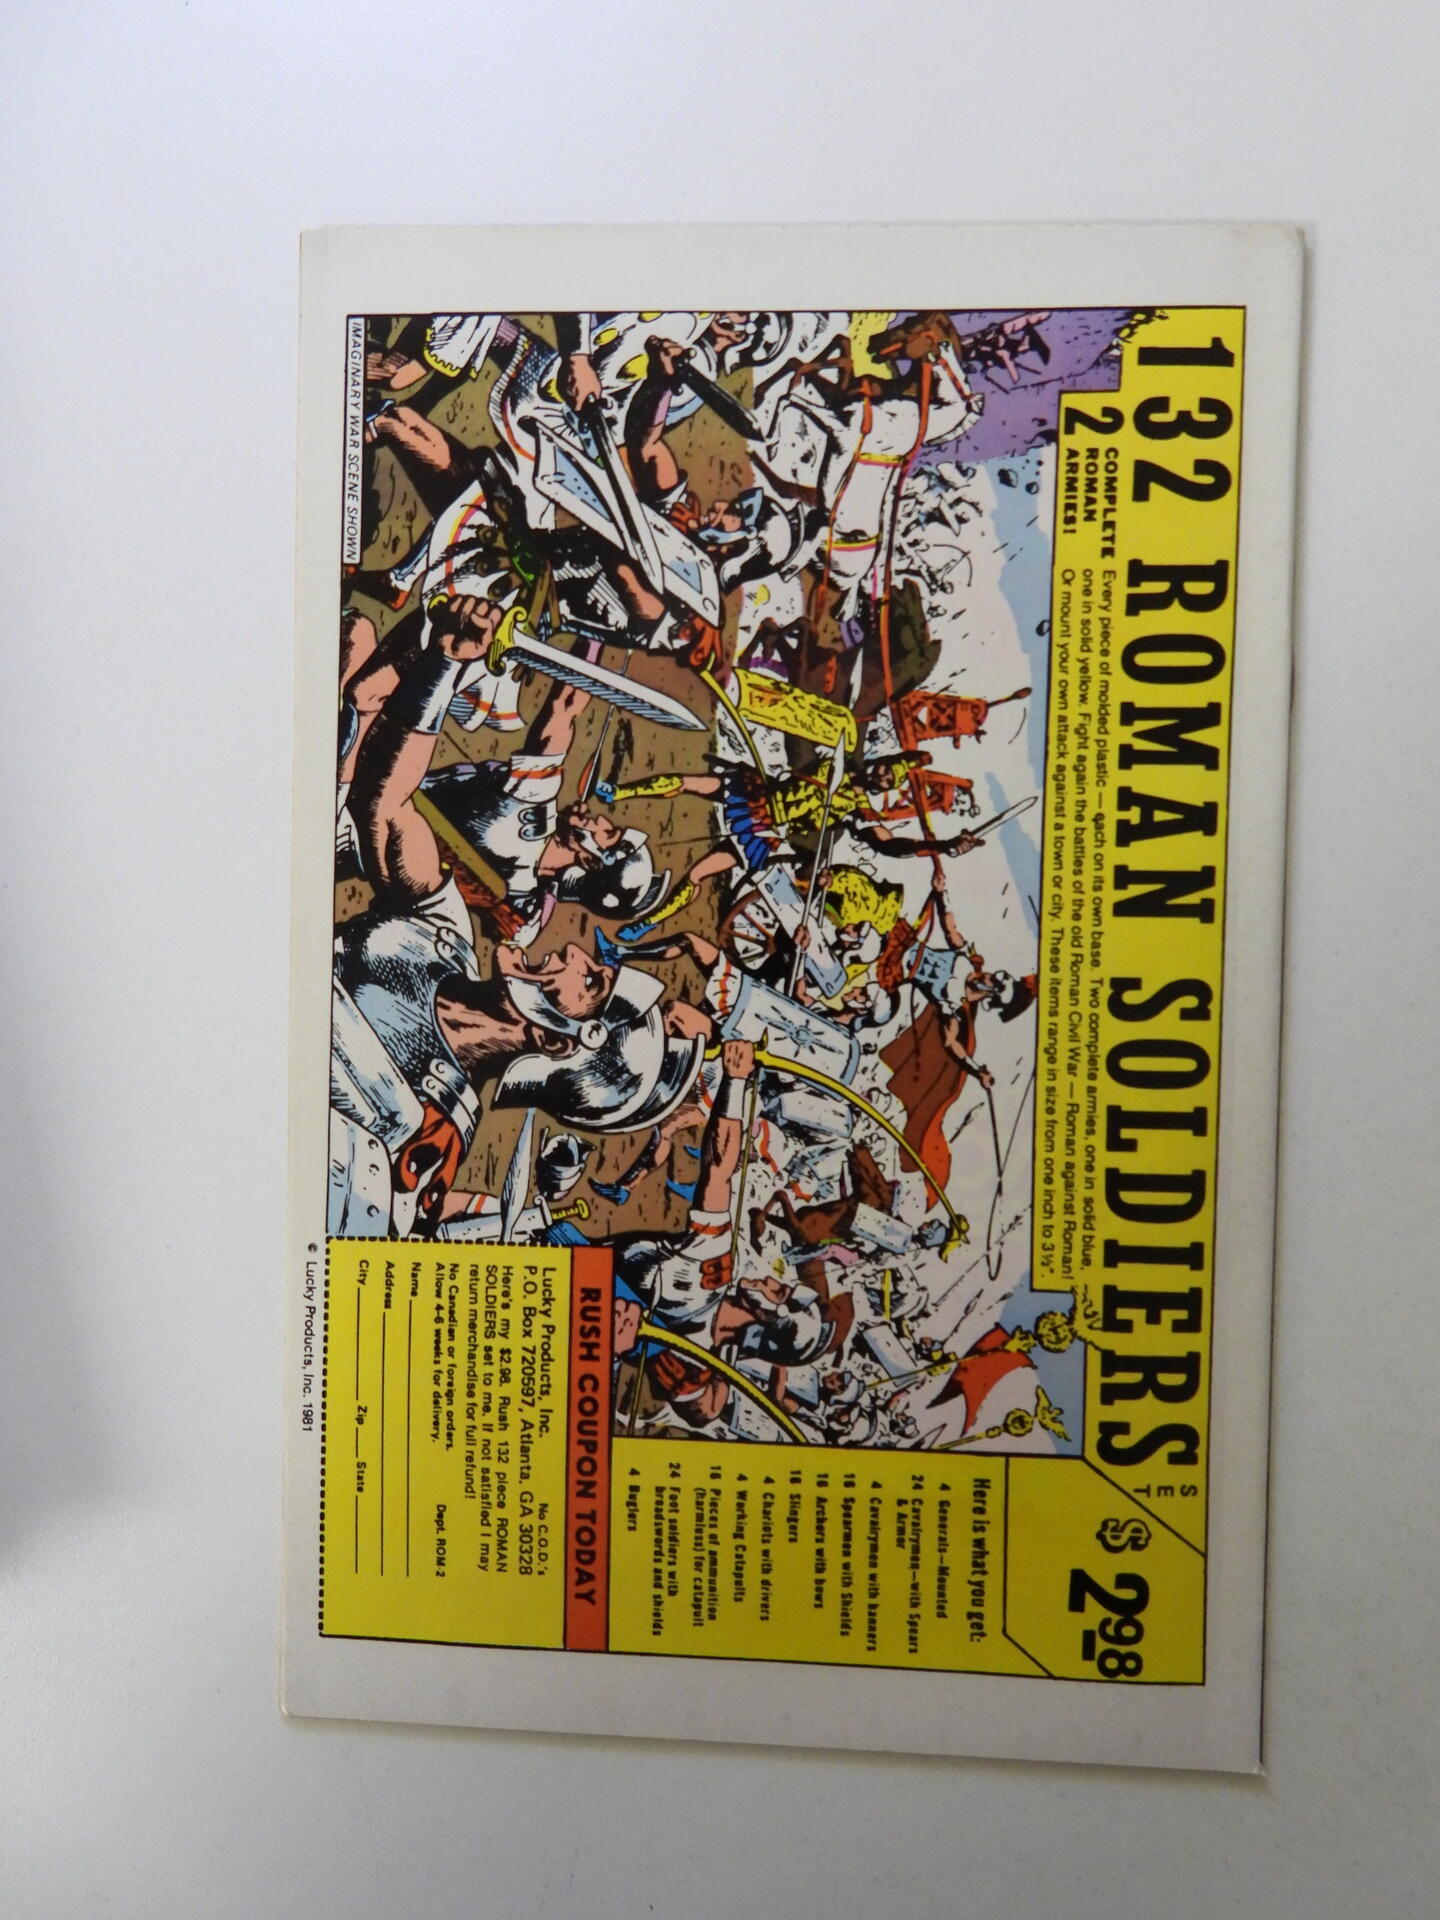 132 ROMAN SOLDIERS
SET
$2.98
2 COMPLETE
ROMAN
ARMIES!
Every piece of molded plastic — each on its own base. Two complete armies, one in solid blue,
one in solid yellow. Fight again the battles of the old Roman Civil War — Roman against Roman!
Or mount your own attack against a town or city. These items range in size from one inch to 3½".
Here is what you get:
4 Generals—Mounted
24 Cavalrymen—with Spears
& Armor
4 Cavalrymen with banners
16 Spearmen with Shields
16 Archers with bows
16 Slingers
4 Chariots with drivers
4 Working Catapults
16 Pieces of ammunition
(harmless) for catapult
24 Foot soldiers with
broadswords and shields
4 Buglers
RUSH COUPON TODAY
Lucky Products, Inc. No C.O.D.'s
P.O. Box 720597, Atlanta, GA 30328
Here's my $2.98. Rush 132 piece ROMAN
SOLDIERS set to me. If not satisfied I may
return merchandise for full refund!
No Canadian or foreign orders.
Allow 4-6 weeks for delivery. Dept. ROM-2
Name
Address
City Zip State
IMAGINARY WAR SCENE SHOWN
© Lucky Products, Inc. 1981